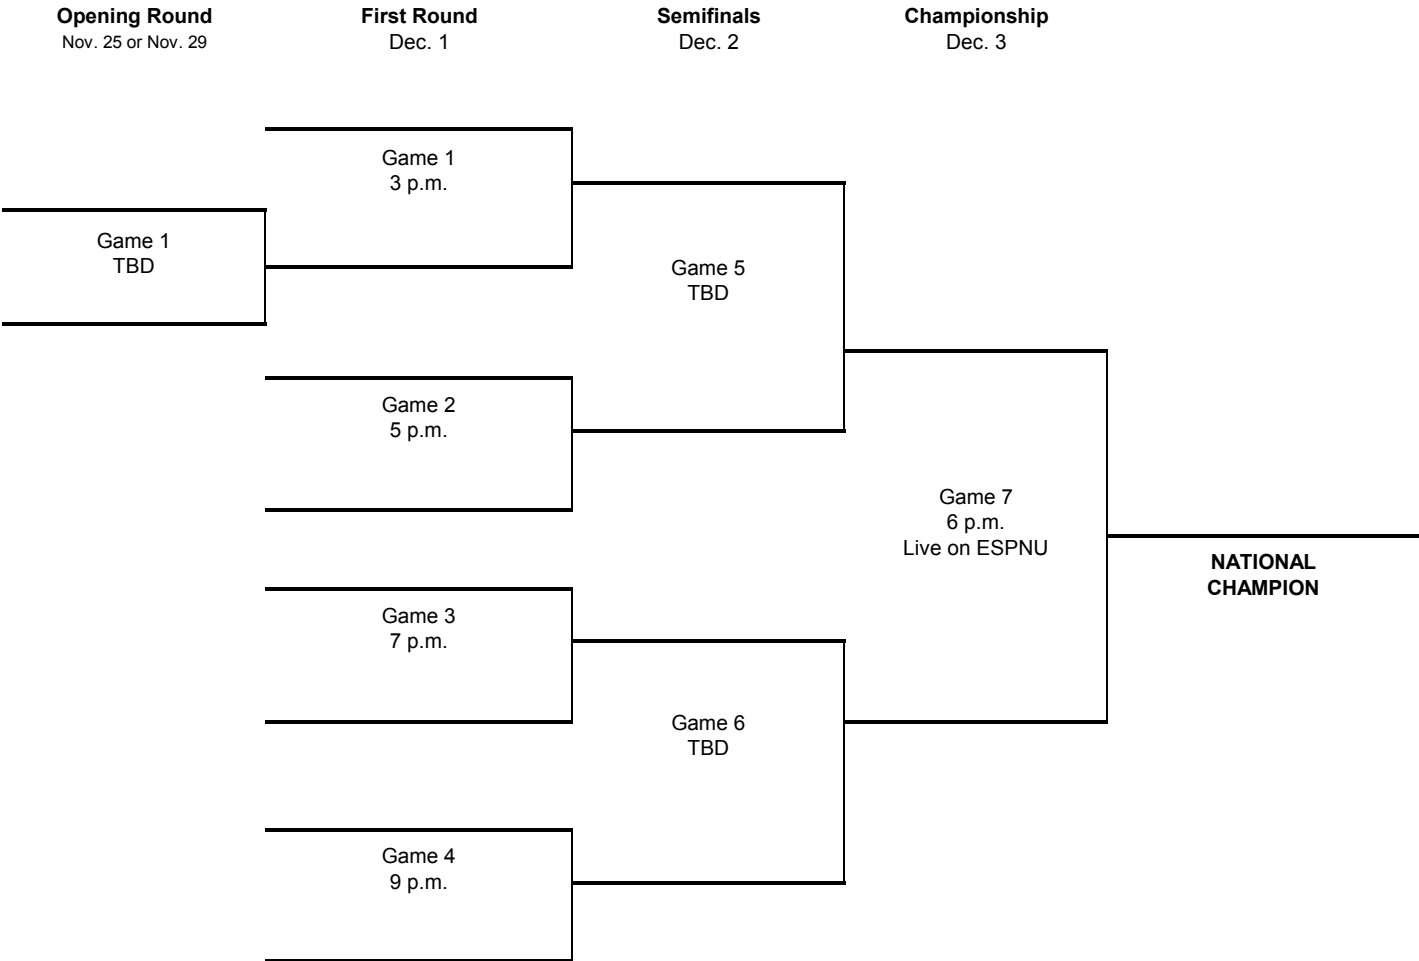 Opening Round
Nov. 25 or Nov. 29
First Round
Dec. 1
Semifinals
Dec. 2
Championship
Dec. 3
Game 1
TBD
Game 1
3 p.m.
Game 2
5 p.m.
Game 3
7 p.m.
Game 4
9 p.m.
Game 5
TBD
Game 6
TBD
Game 7
6 p.m.
Live on ESPNU
NATIONAL
CHAMPION